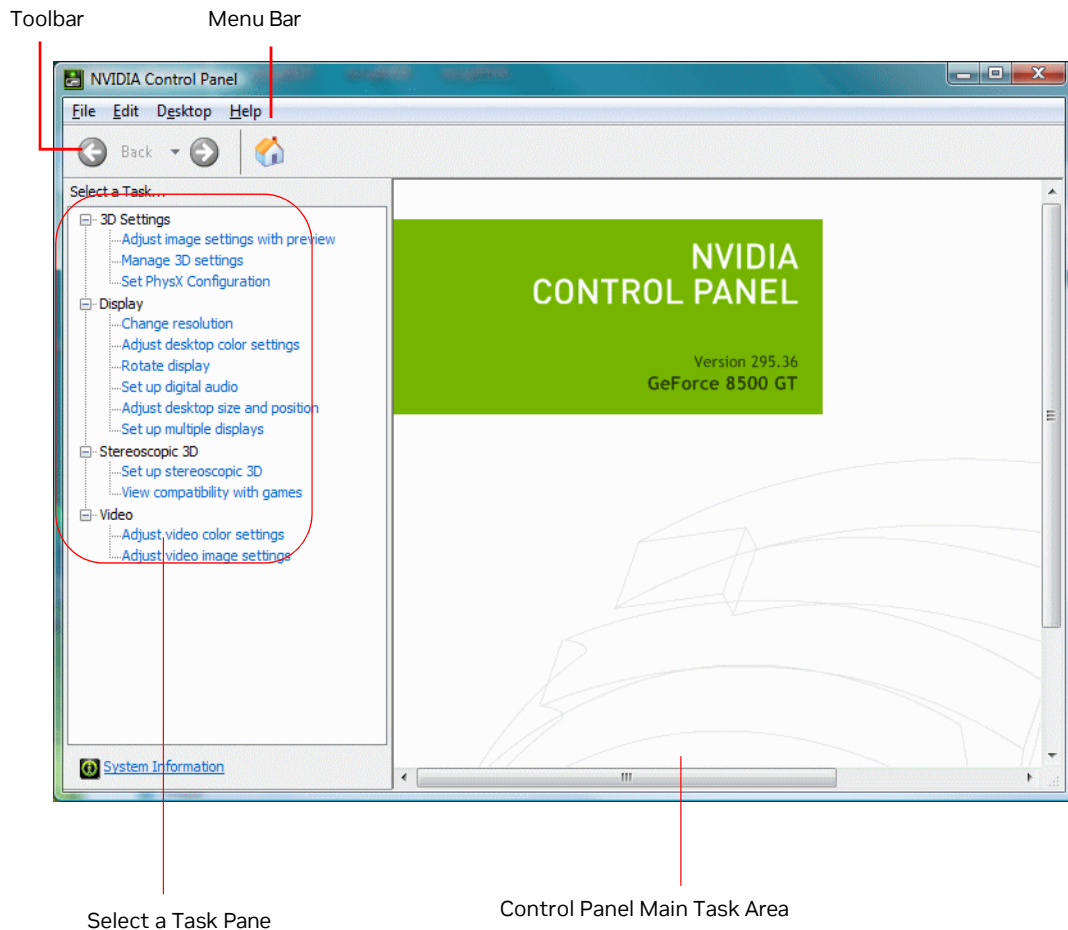 Toolbar
Menu Bar
NVIDIA Control Panel
File Edit Desktop Help
Back
Select a Task...
3D Settings
Adjust image settings with preview
Manage 3D settings
Set PhysX Configuration
Display
Change resolution
Adjust desktop color settings
Rotate display
Set up digital audio
Adjust desktop size and position
Set up multiple displays
Stereoscopic 3D
Set up stereoscopic 3D
View compatibility with games
Video
Adjust video color settings
Adjust video image settings
System Information
NVIDIA
CONTROL PANEL
Version 295.36
GeForce 8500 GT
Select a Task Pane
Control Panel Main Task Area